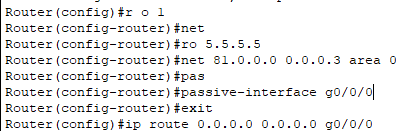 Router(config)#r o 1
Router(config-router)#net
Router(config-router)#ro 5.5.5.5
Router(config-router)#net 81.0.0.0 0.0.0.3 area 0
Router(config-router)#pas
Router(config-router)#passive-interface g0/0/0
Router(config-router)#exit
Router(config)#ip route 0.0.0.0 0.0.0.0 g0/0/0